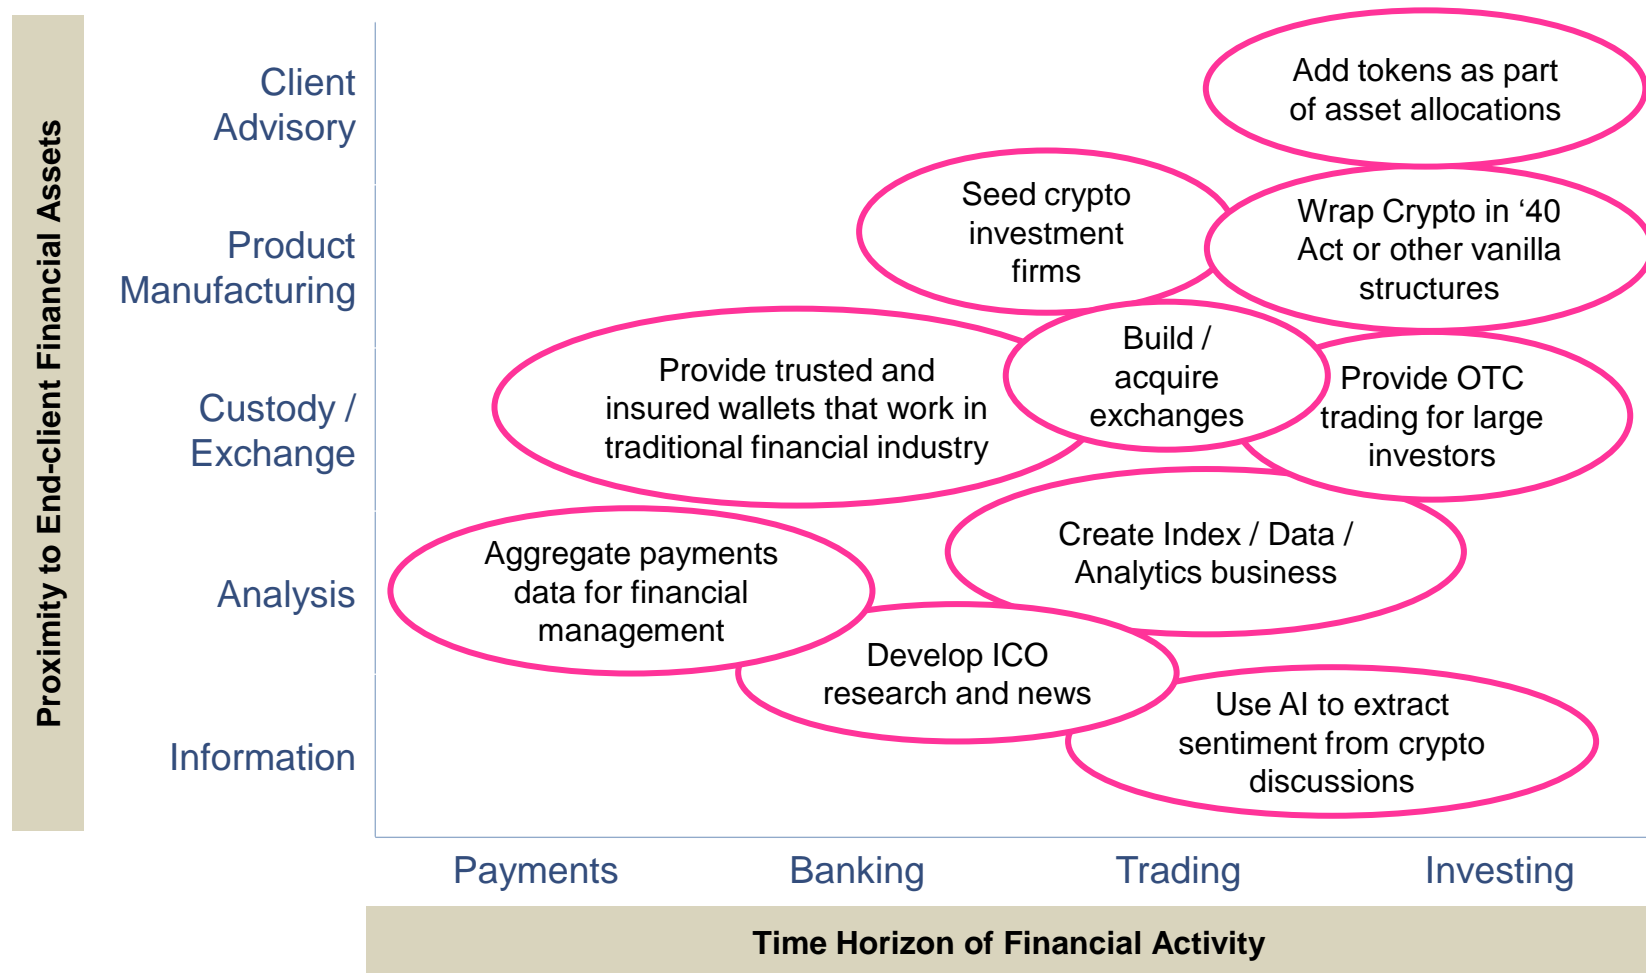 Proximity to End-client Financial Assets
Client
Advisory
Product
Manufacturing
Custody /
Exchange
Analysis
Information
Add tokens as part
of asset allocations
Seed crypto
investment
firms
Wrap Crypto in ‘40
Act or other vanilla
structures
Provide trusted and
insured wallets that work in
traditional financial industry
Build /
acquire
exchanges
Provide OTC
trading for large
investors
Aggregate payments
data for financial
management
Create Index / Data /
Analytics business
Develop ICO
research and news
Use AI to extract
sentiment from crypto
discussions
Payments
Banking
Trading
Investing
Time Horizon of Financial Activity